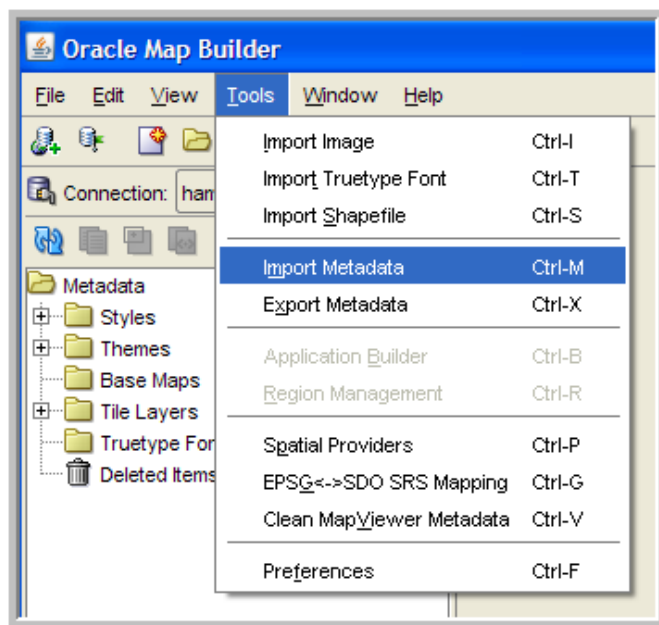 Oracle Map Builder
File Edit View Tools Window Help
Connection: ham
Metadata
Styles
Themes
Base Maps
Tile Layers
Truetype For
Deleted Items
Import Image Ctrl-I
Import Truetype Font Ctrl-T
Import Shapefile Ctrl-S
Import Metadata Ctrl-M
Export Metadata Ctrl-X
Application Builder Ctrl-B
Region Management Ctrl-R
Spatial Providers Ctrl-P
EPSG<->SDO SRS Mapping Ctrl-G
Clean MapViewer Metadata Ctrl-V
Preferences Ctrl-F